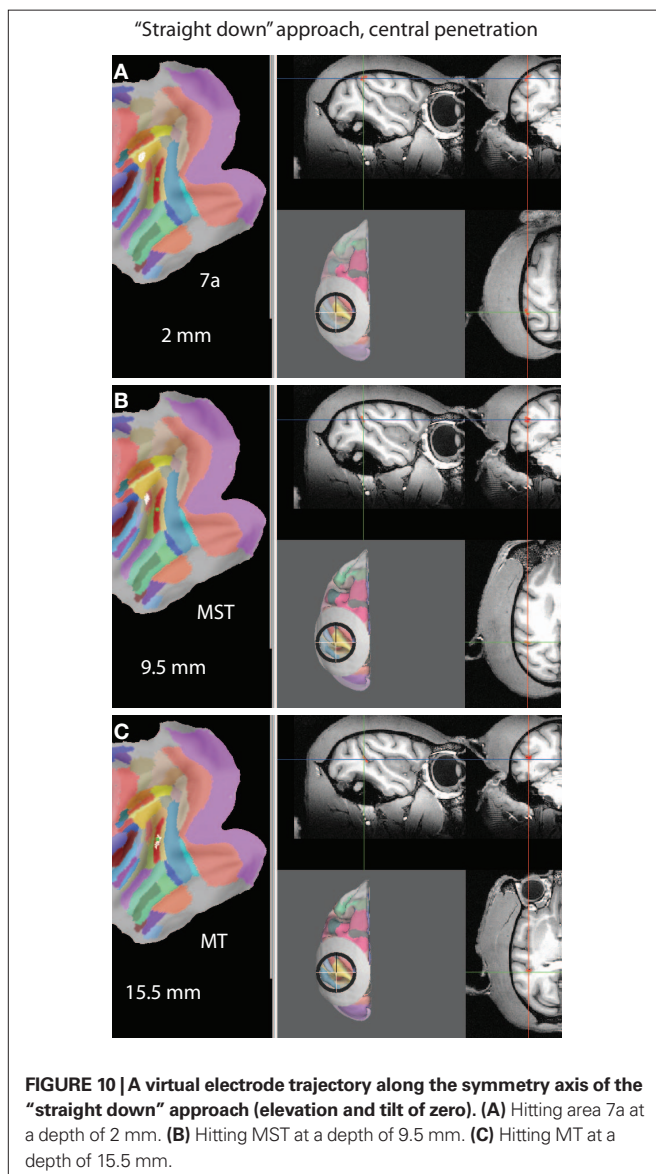 “Straight down” approach, central penetration
A
7a
2 mm
B
MST
9.5 mm
C
MT
15.5 mm
FIGURE 10 | A virtual electrode trajectory along the symmetry axis of the
“straight down” approach (elevation and tilt of zero). (A) Hitting area 7a at
a depth of 2 mm. (B) Hitting MST at a depth of 9.5 mm. (C) Hitting MT at a
depth of 15.5 mm.